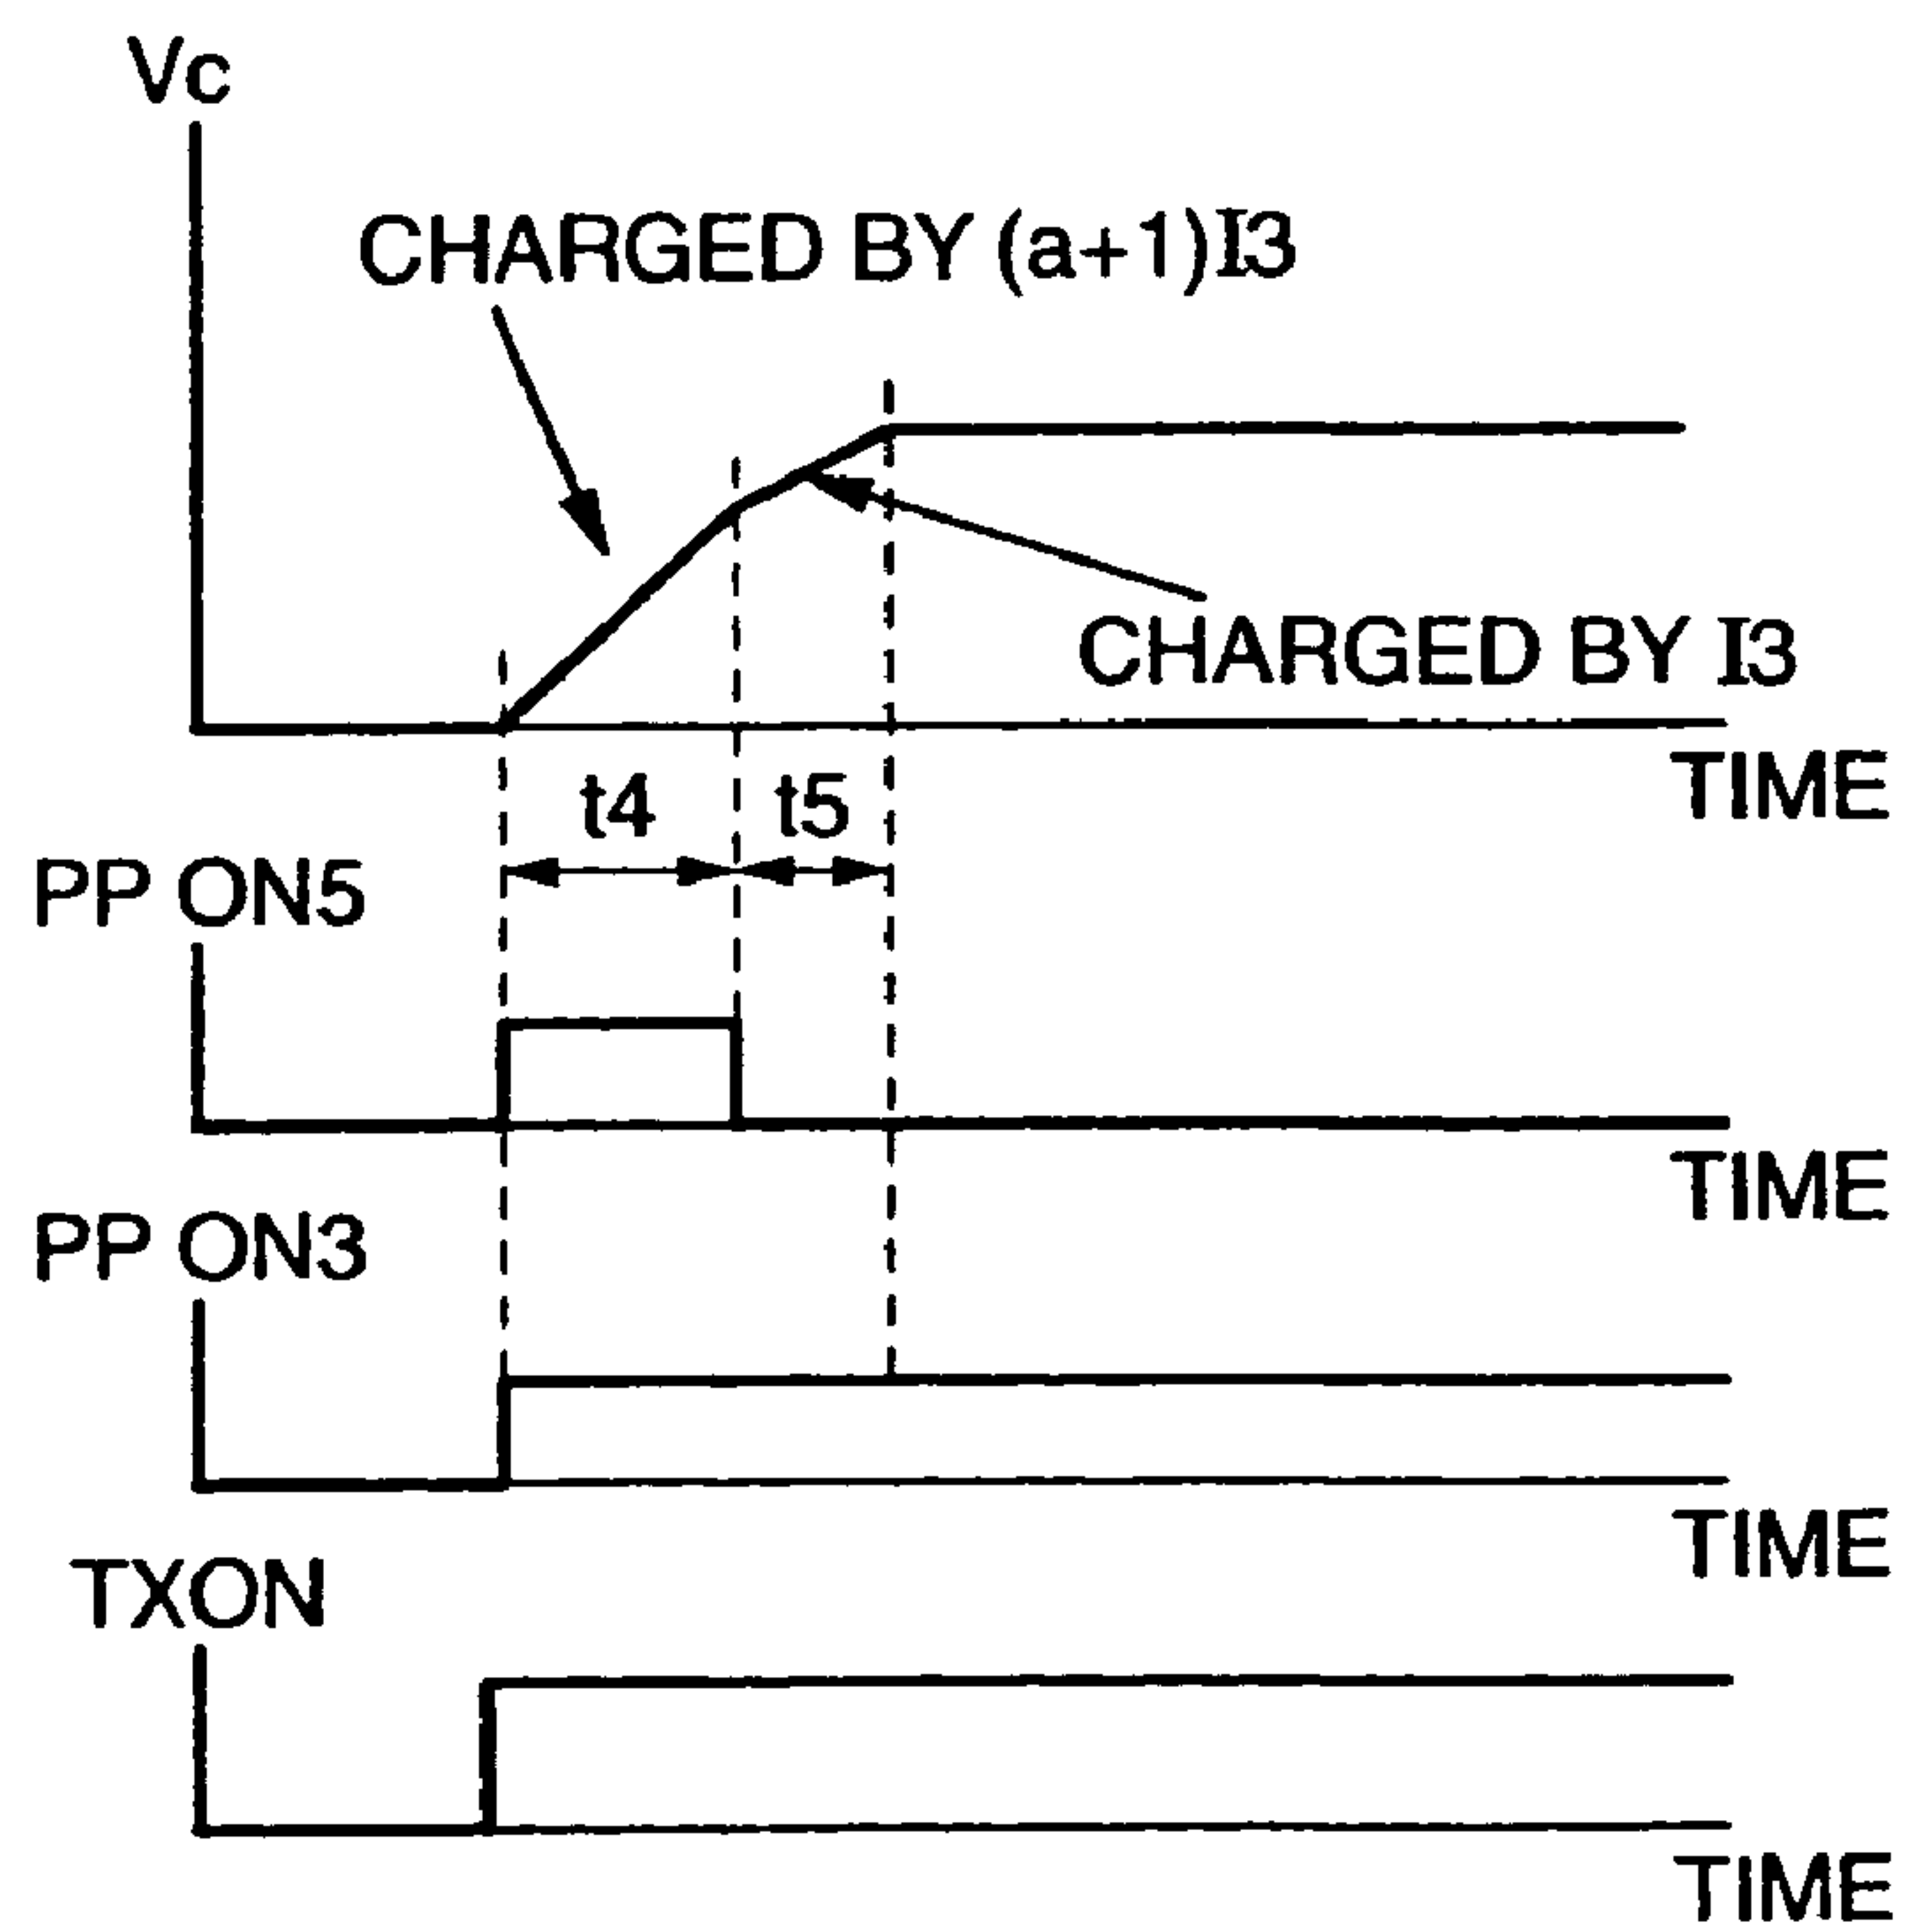 Vc
CHARGED BY (a+1)I3
CHARGED BY I3
TIME
t4 t5
PP ON5
TIME
PP ON3
TIME
TXON
TIME